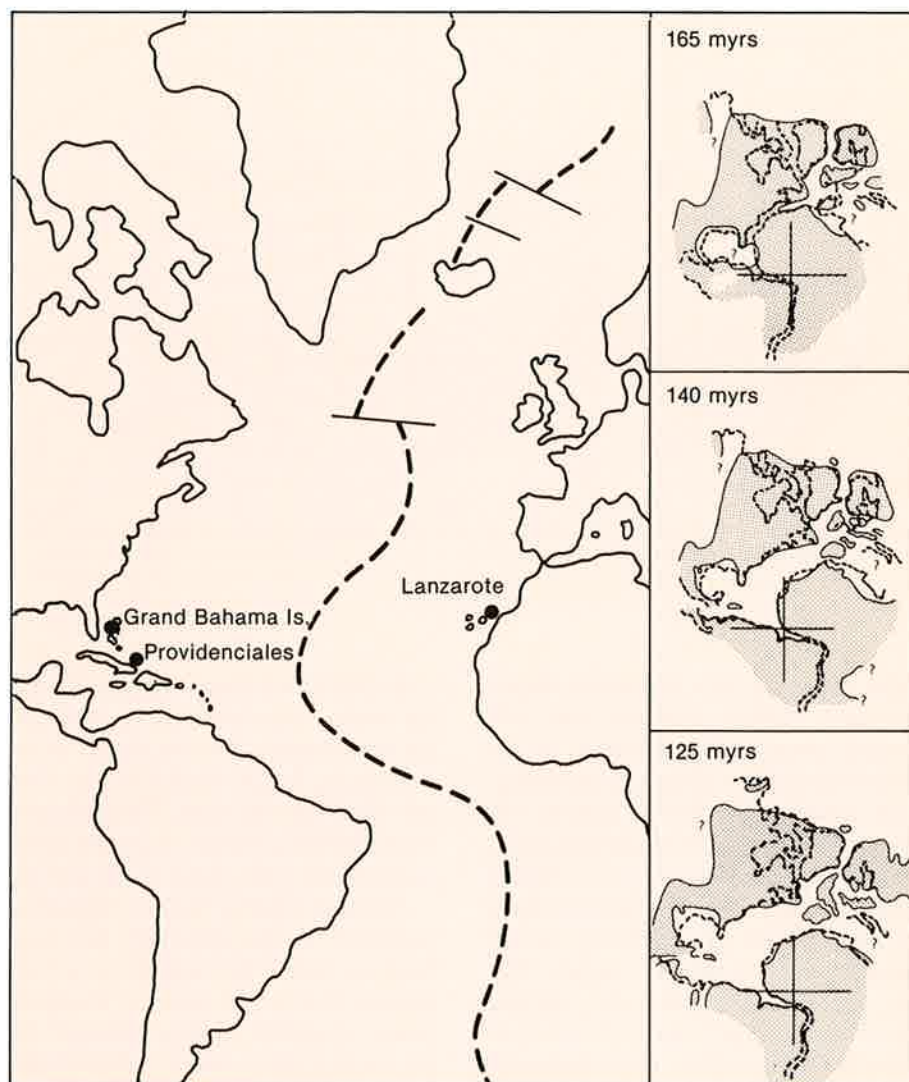 Grand Bahama Is.
Providenciales
Lanzarote
165 myrs
?
?
140 myrs
?
?
?
125 myrs
?
?